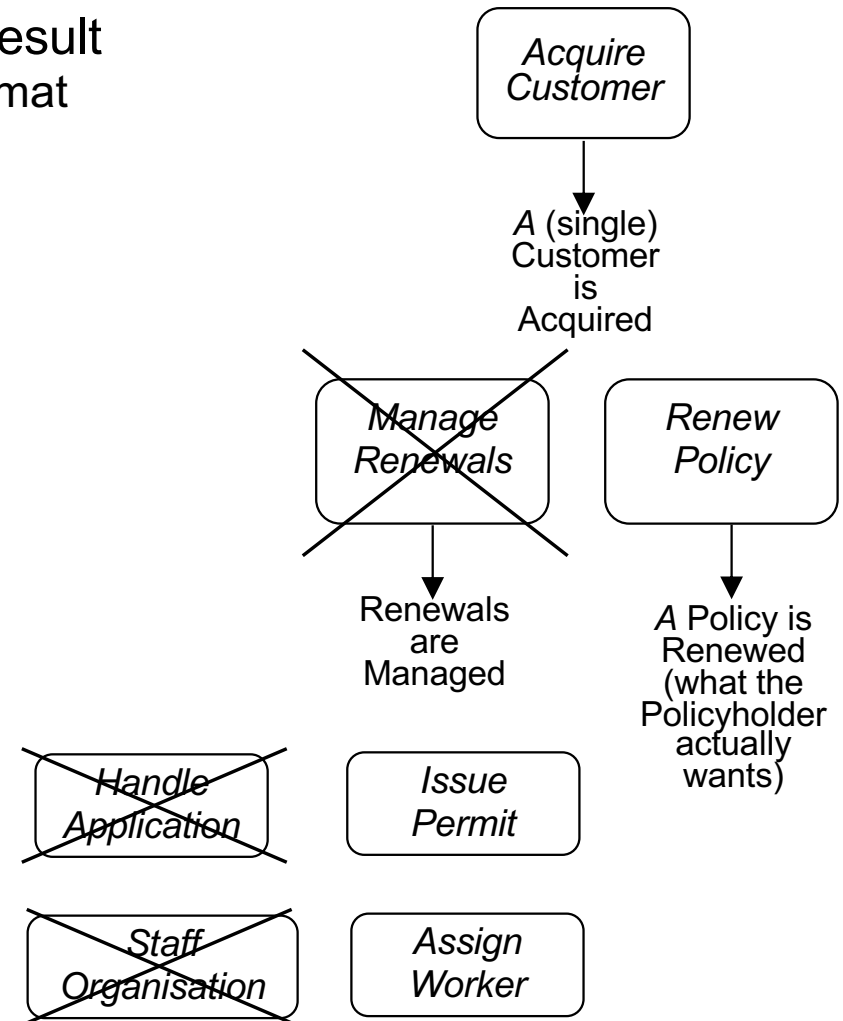 esult
mat
Acquire
Customer
A (single)
Customer
is
Acquired
Manage
Renewals
Renew
Policy
Renewals
are
Managed
A Policy is
Renewed
(what the
Policyholder
actually
wants)
Handle
Application
Issue
Permit
Staff
Organisation
Assign
Worker